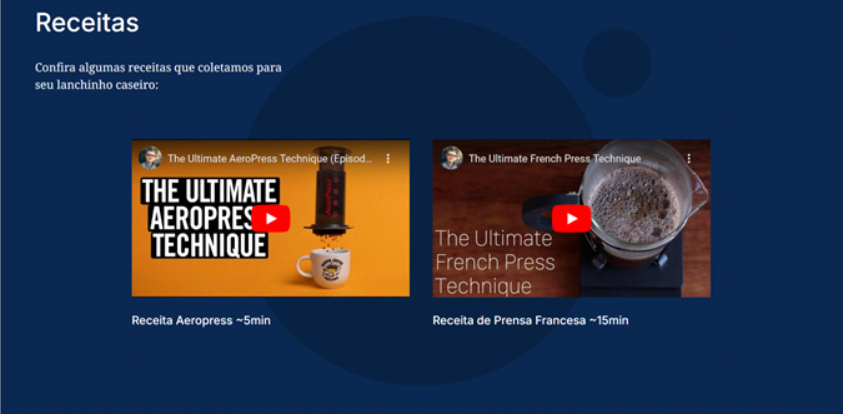 Receitas
Confira algumas receitas que coletamos para
seu lanchinho caseiro:
The Ultimate AeroPress Technique (Episod...
THE ULTIMATE
AEROPRES
TECHNIQUE
AeroPress
Receita Aeropress ~5min
The Ultimate French Press Technique
The Ultimate
French Press
Technique
Receita de Prensa Francesa ~15min